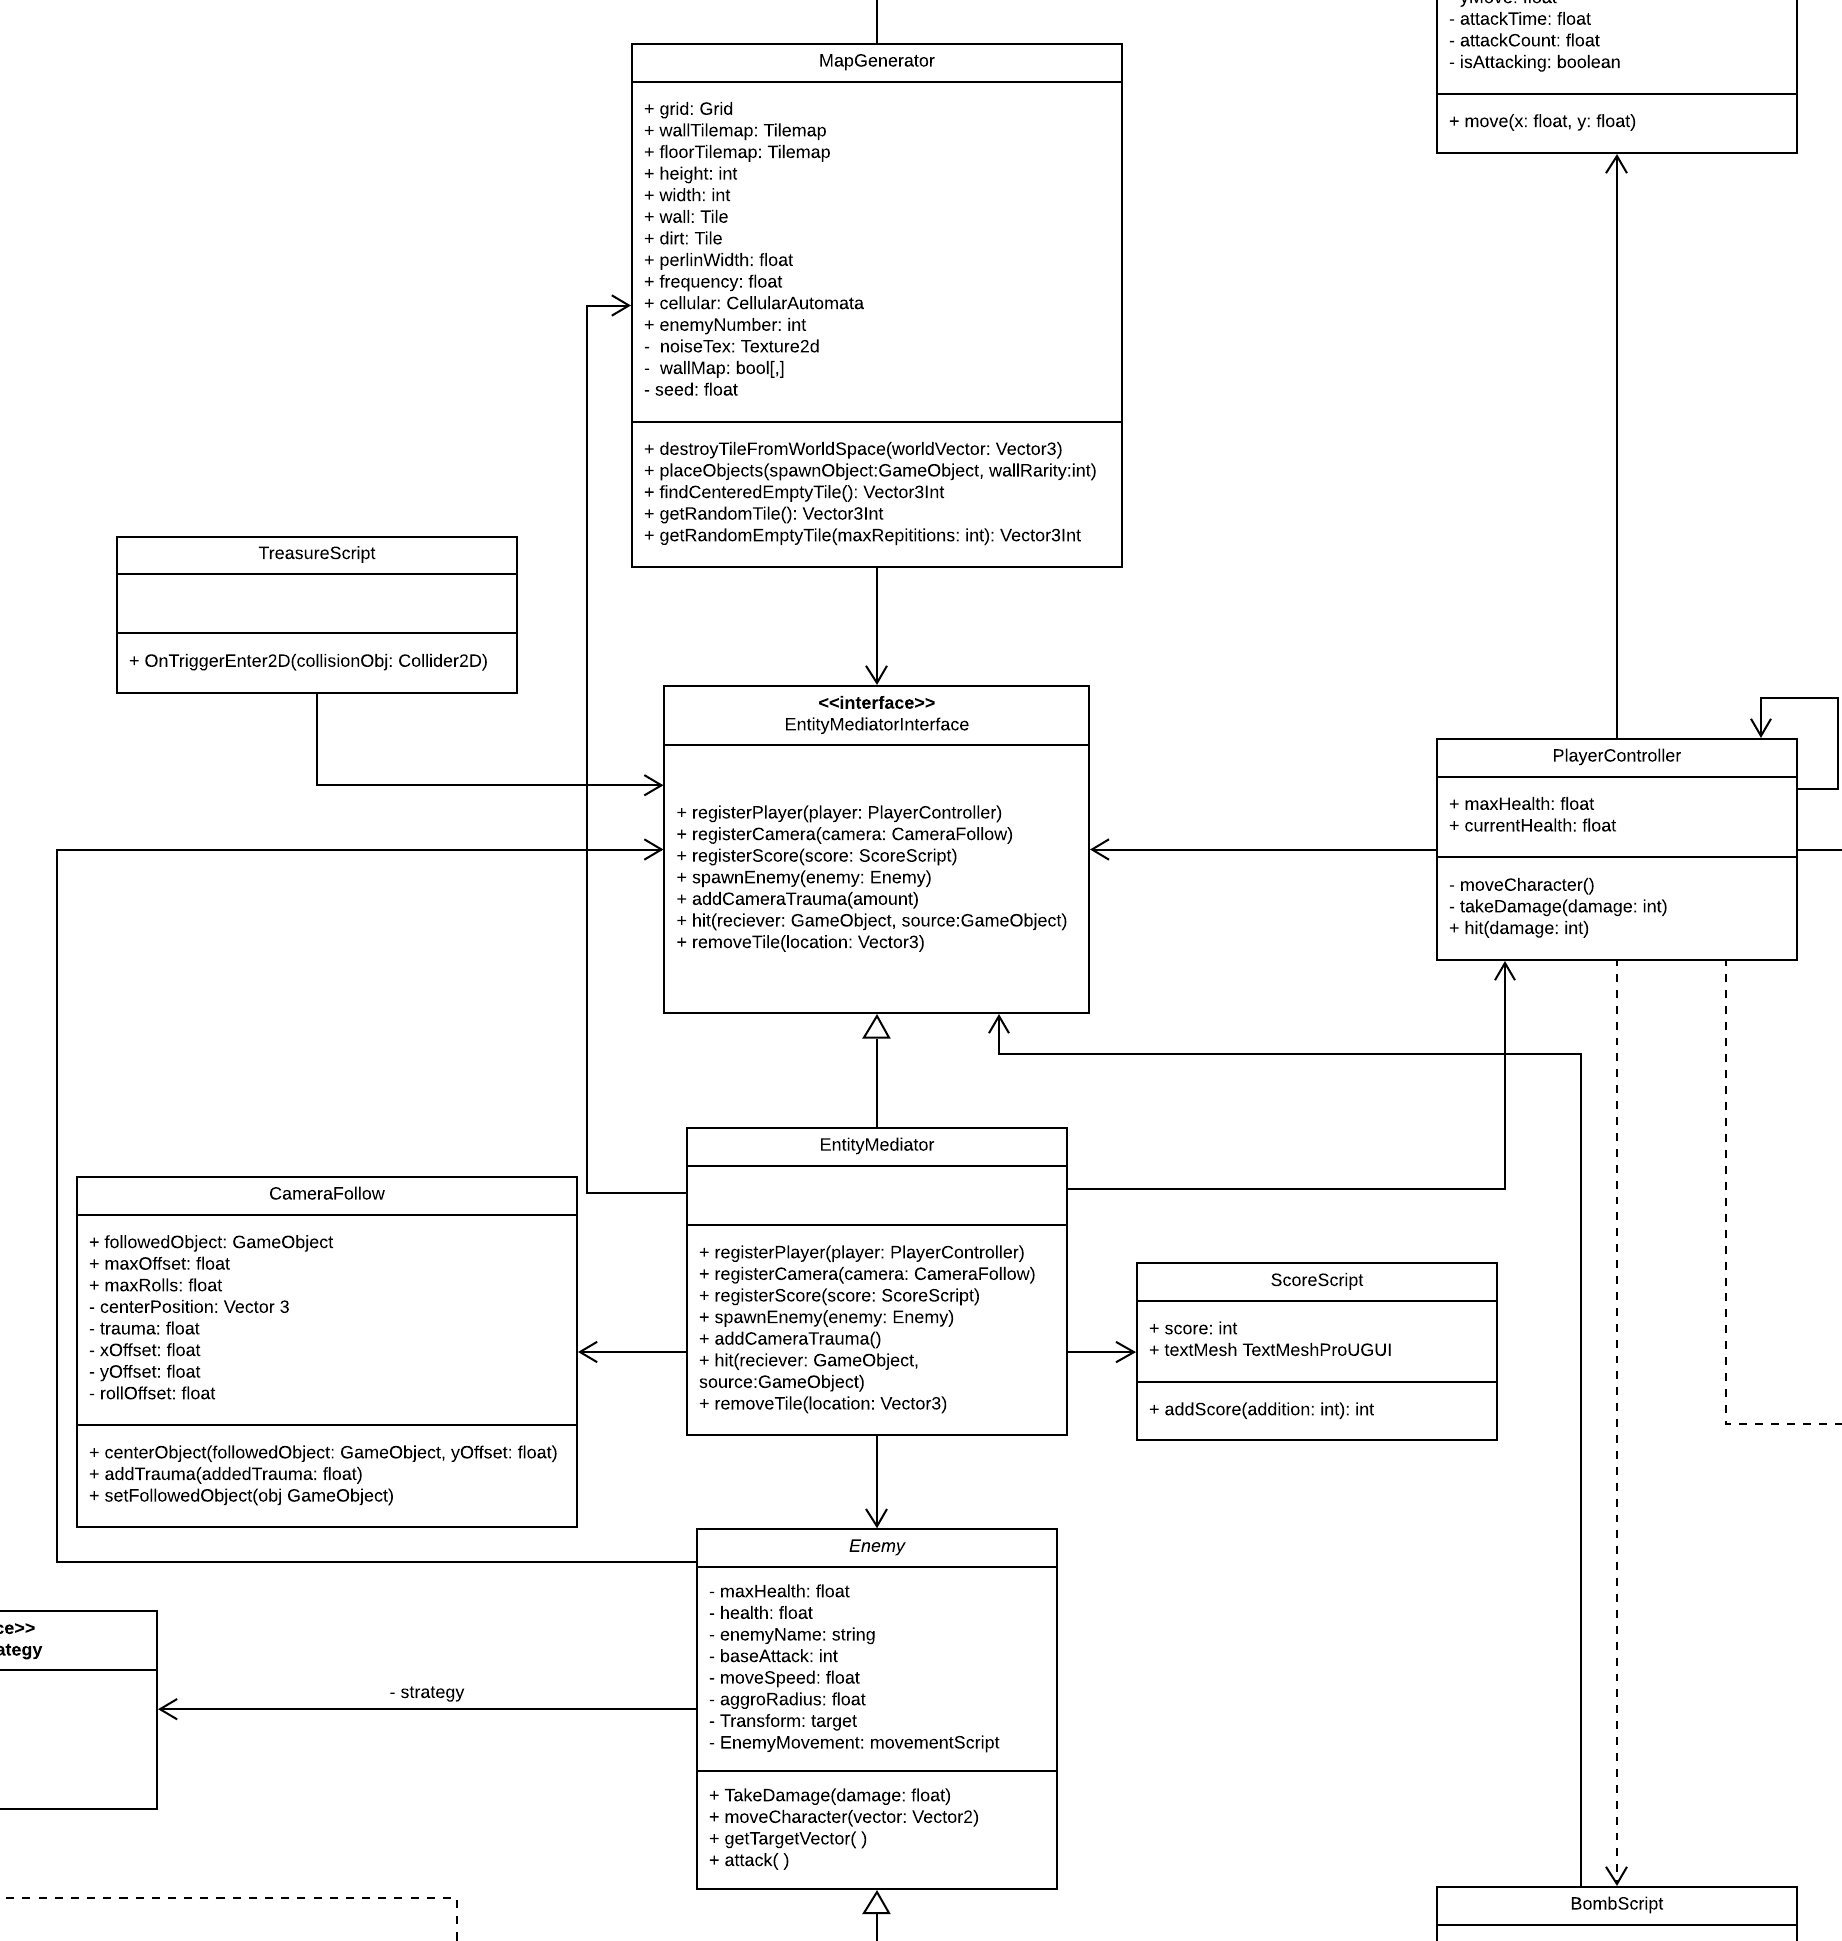 - attackTime: float
- attackCount: float
- isAttacking: boolean
+ move(x: float, y: float)
MapGenerator
+ grid: Grid
+ wallTilemap: Tilemap
+ floorTilemap: Tilemap
+ height: int
+ width: int
+ wall: Tile
+ dirt: Tile
+ perlinWidth: float
+ frequency: float
+ cellular: CellularAutomata
+ enemyNumber: int
-  noiseTex: Texture2d
-  wallMap: bool[,]
- seed: float
+ destroyTileFromWorldSpace(worldVector: Vector3)
+ placeObjects(spawnObject:GameObject, wallRarity:int)
+ findCenteredEmptyTile(): Vector3Int
+ getRandomTile(): Vector3Int
+ getRandomEmptyTile(maxRepititions: int): Vector3Int
TreasureScript
+ OnTriggerEnter2D(collisionObj: Collider2D)
<<interface>>
EntityMediatorInterface
+ registerPlayer(player: PlayerController)
+ registerCamera(camera: CameraFollow)
+ registerScore(score: ScoreScript)
+ spawnEnemy(enemy: Enemy)
+ addCameraTrauma(amount)
+ hit(reciever: GameObject, source:GameObject)
+ removeTile(location: Vector3)
PlayerController
+ maxHealth: float
+ currentHealth: float
- moveCharacter()
- takeDamage(damage: int)
+ hit(damage: int)
EntityMediator
+ registerPlayer(player: PlayerController)
+ registerCamera(camera: CameraFollow)
+ registerScore(score: ScoreScript)
+ spawnEnemy(enemy: Enemy)
+ addCameraTrauma()
+ hit(reciever: GameObject,
source:GameObject)
+ removeTile(location: Vector3)
CameraFollow
+ followedObject: GameObject
+ maxOffset: float
+ maxRolls: float
- centerPosition: Vector 3
- trauma: float
- xOffset: float
- yOffset: float
- rollOffset: float
+ centerObject(followedObject: GameObject, yOffset: float)
+ addTrauma(addedTrauma: float)
+ setFollowedObject(obj GameObject)
ScoreScript
+ score: int
+ textMesh TextMeshProUGUI
+ addScore(addition: int): int
Enemy
- maxHealth: float
- health: float
- enemyName: string
- baseAttack: int
- moveSpeed: float
- aggroRadius: float
- Transform: target
- EnemyMovement: movementScript
+ TakeDamage(damage: float)
+ moveCharacter(vector: Vector2)
+ getTargetVector( )
+ attack( )
- strategy
BombScript